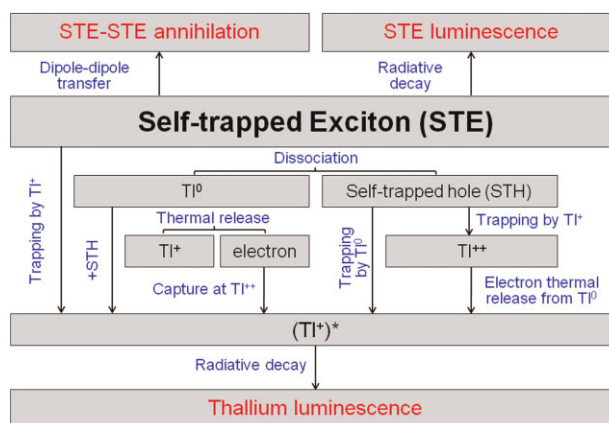 STE-STE annihilation
STE luminescence
Dipole-dipole
transfer
Radiative
decay
Self-trapped Exciton (STE)
Dissociation
Tl⁰
Self-trapped hole (STH)
Trapping by Tl⁺
+STH
Thermal release
Tl⁺
electron
Trapping
by Tl⁰
Trapping by Tl⁺
Tl⁺⁺
Capture at Tl⁺⁺
Electron thermal
release from Tl⁰
(Tl⁺)*
Radiative decay
Thallium luminescence